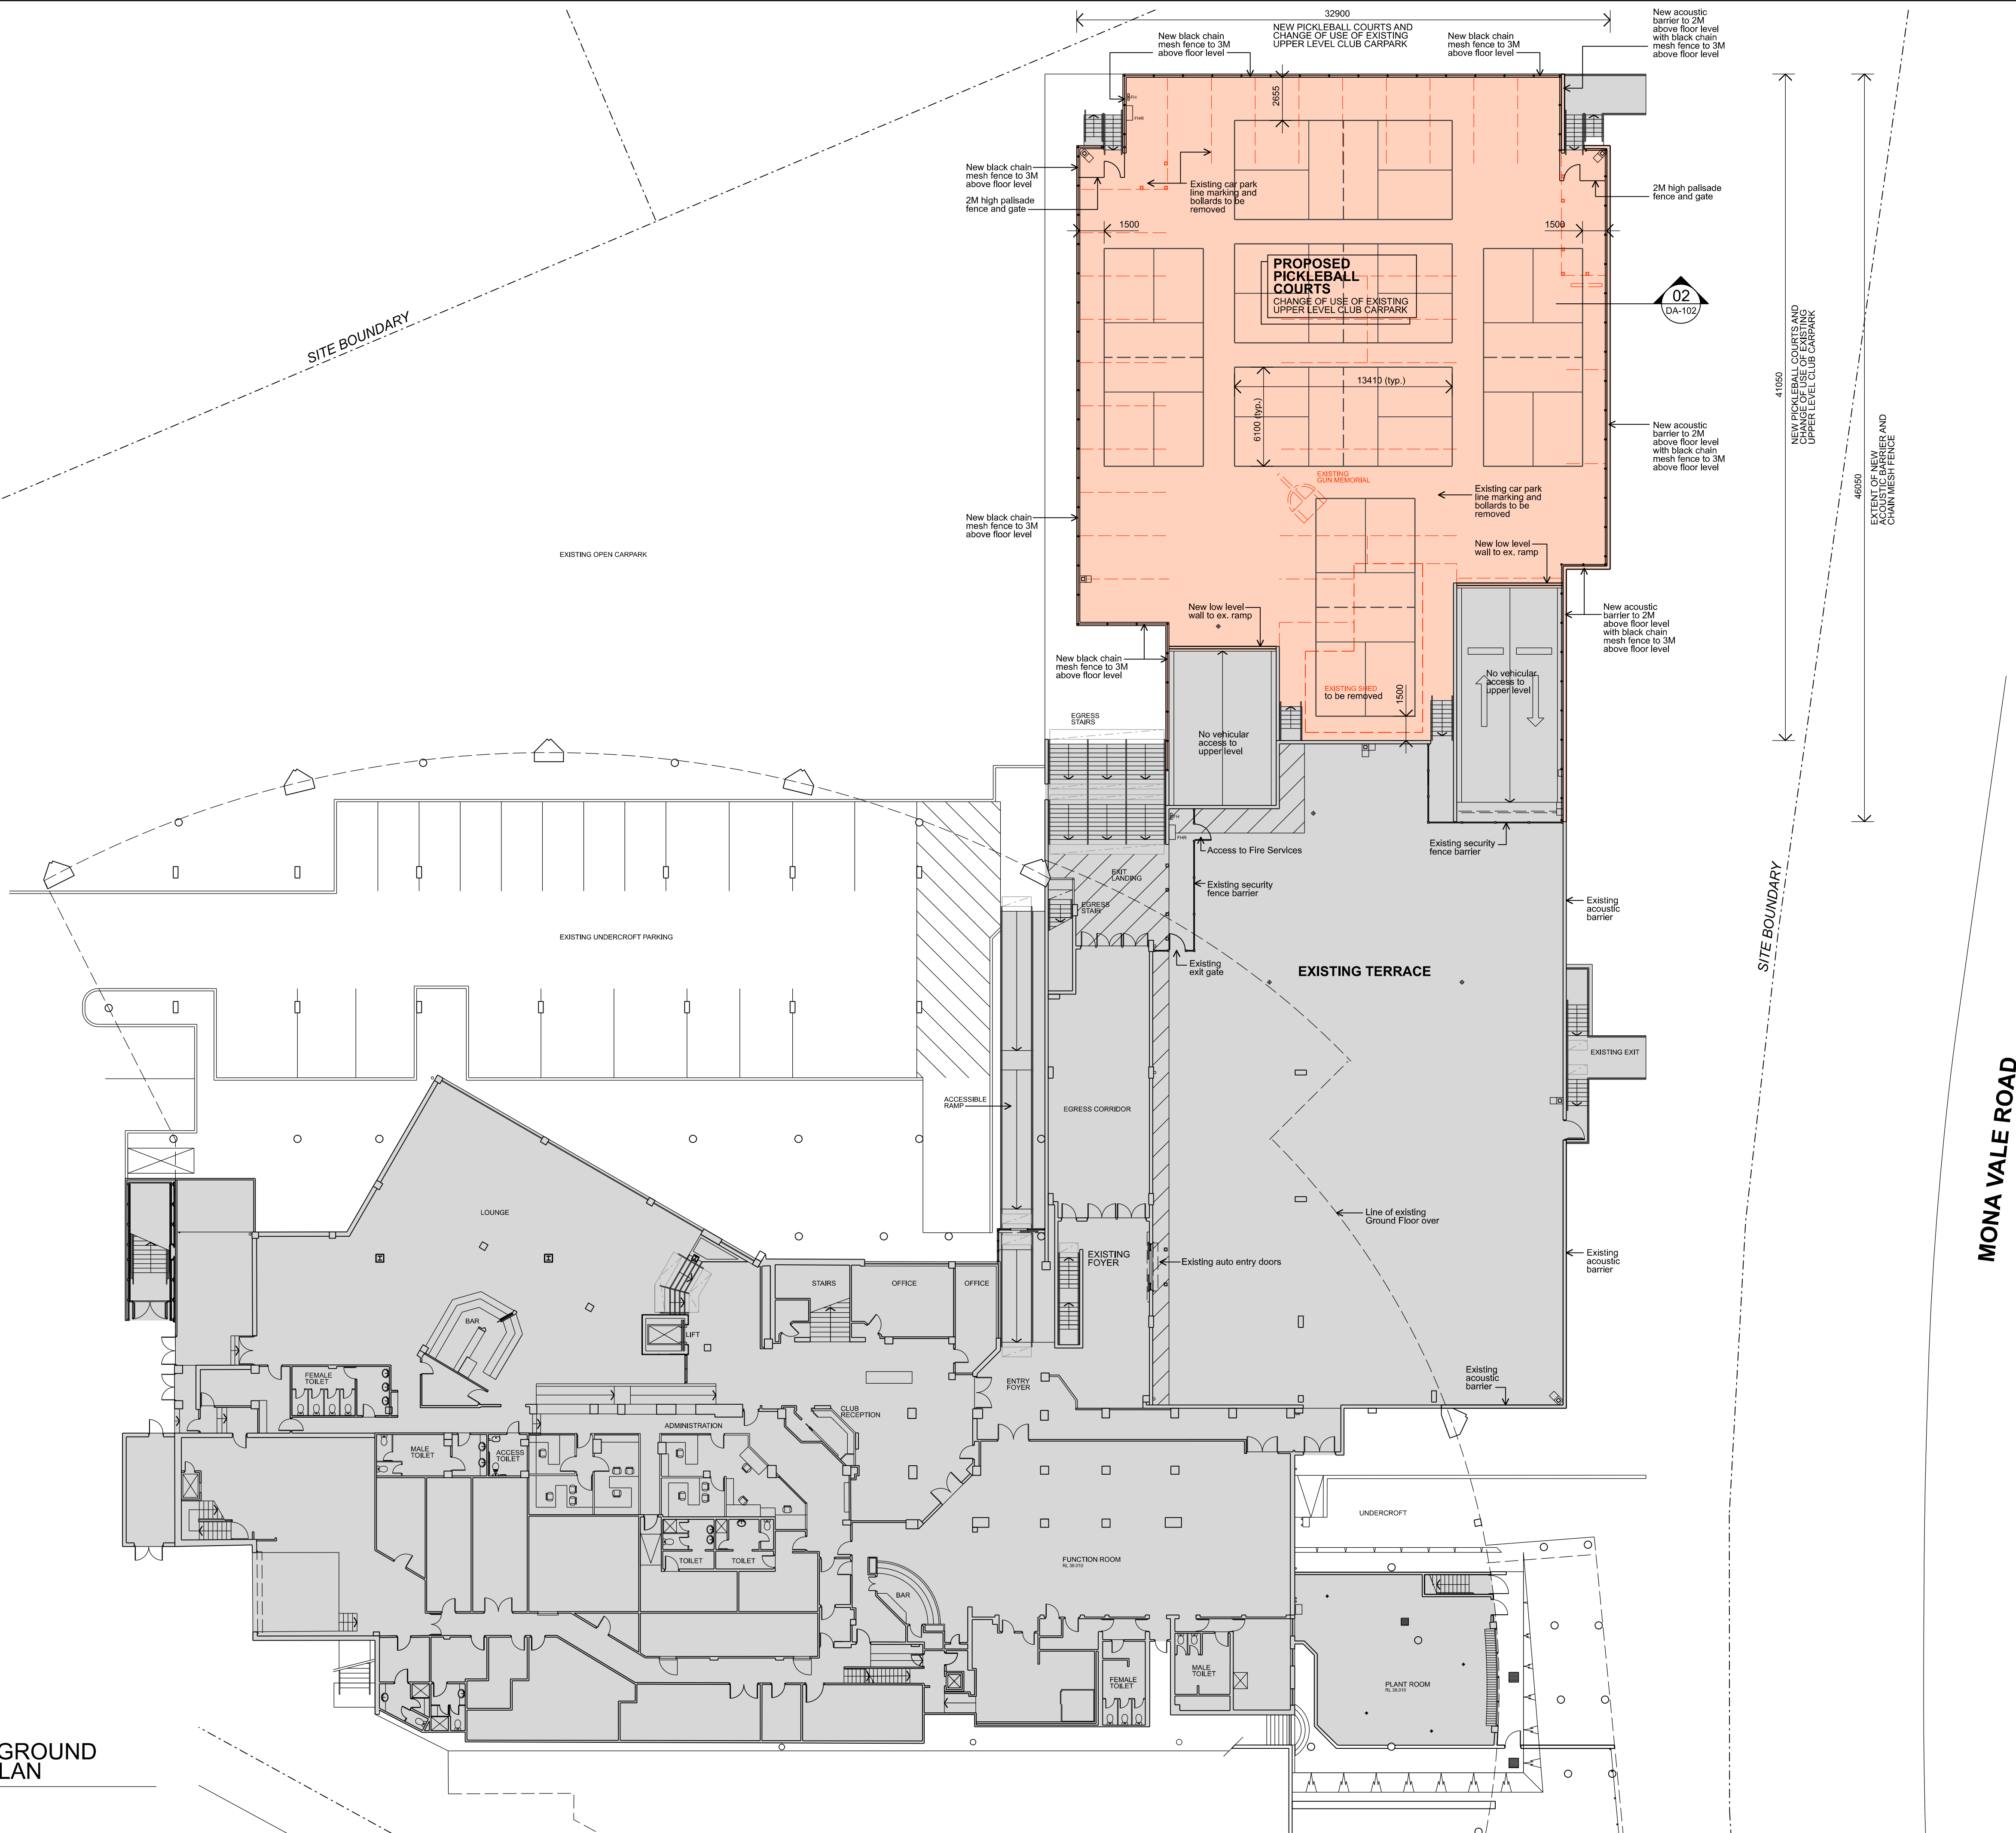 32900
NEW PICKLEBALL COURTS AND
CHANGE OF USE OF EXISTING
UPPER LEVEL CLUB CARPARK
New black chain
mesh fence to 3M
above floor level
New black chain
mesh fence to 3M
above floor level
New acoustic
barrier to 2M
above floor level
with black chain
mesh fence to 3M
above floor level
FH
FHR
2655
New black chain
mesh fence to 3M
above floor level
2M high palisade
fence and gate
Existing car park
line marking and
bollards to be
removed
2M high palisade
fence and gate
1500
1500
PROPOSED
PICKLEBALL
COURTS
CHANGE OF USE OF EXISTING
UPPER LEVEL CLUB CARPARK
02
DA-102
SITE BOUNDARY
41050
NEW PICKLEBALL COURTS AND
CHANGE OF USE OF EXISTING
UPPER LEVEL CLUB CARPARK
46050
EXTENT OF NEW
ACOUSTIC BARRIER AND
CHAIN MESH FENCE
13410 (typ.)
6100 (typ.)
New acoustic
barrier to 2M
above floor level
with black chain
mesh fence to 3M
above floor level
EXISTING
GUN MEMORIAL
Existing car park
line marking and
bollards to be
removed
New black chain
mesh fence to 3M
above floor level
EXISTING OPEN CARPARK
New low level
wall to ex. ramp
New low level
wall to ex. ramp
New acoustic
barrier to 2M
above floor level
with black chain
mesh fence to 3M
above floor level
New black chain
mesh fence to 3M
above floor level
No vehicular
access to
upper level
EXISTING SHED
to be removed
1500
EGRESS
STAIRS
No vehicular
access to
upper level
FH
FHR
Access to Fire Services
Existing security
fence barrier
EXIT
LANDING
Existing security
fence barrier
EGRESS
STAIR
Existing
acoustic
barrier
SITE BOUNDARY
EXISTING UNDERCROFT PARKING
Existing
exit gate
EXISTING TERRACE
EXISTING EXIT
ACCESSIBLE
RAMP
EGRESS CORRIDOR
MONA VALE ROAD
LOUNGE
Line of existing
Ground Floor over
EXISTING
FOYER
Existing auto entry doors
Existing
acoustic
barrier
STAIRS
OFFICE
OFFICE
BAR
LIFT
FEMALE
TOILET
ENTRY
FOYER
Existing
acoustic
barrier
CLUB
RECEPTION
ADMINISTRATION
MALE
TOILET
ACCESS
TOILET
UNDERCROFT
TOILET
TOILET
FUNCTION ROOM
RL 38.010
BAR
MALE
TOILET
FEMALE
TOILET
PLANT ROOM
RL 38.010
GROUND
LAN